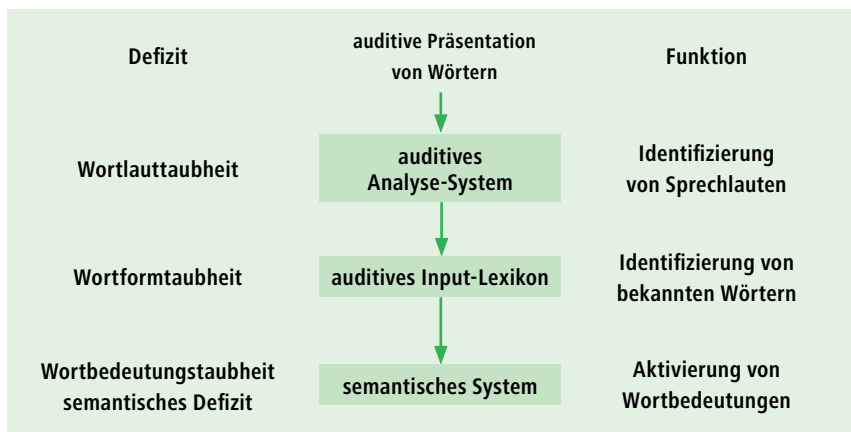 Defizit
auditive Präsentation
von Wörtern
Funktion
Wortlauttaubheit
auditives
Analyse-System
Identifizierung
von Sprechlauten
Wortformtaubheit
auditives Input-Lexikon
Identifizierung von
bekannten Wörtern
Wortbedeutungstaubheit
semantisches Defizit
semantisches System
Aktivierung von
Wortbedeutungen